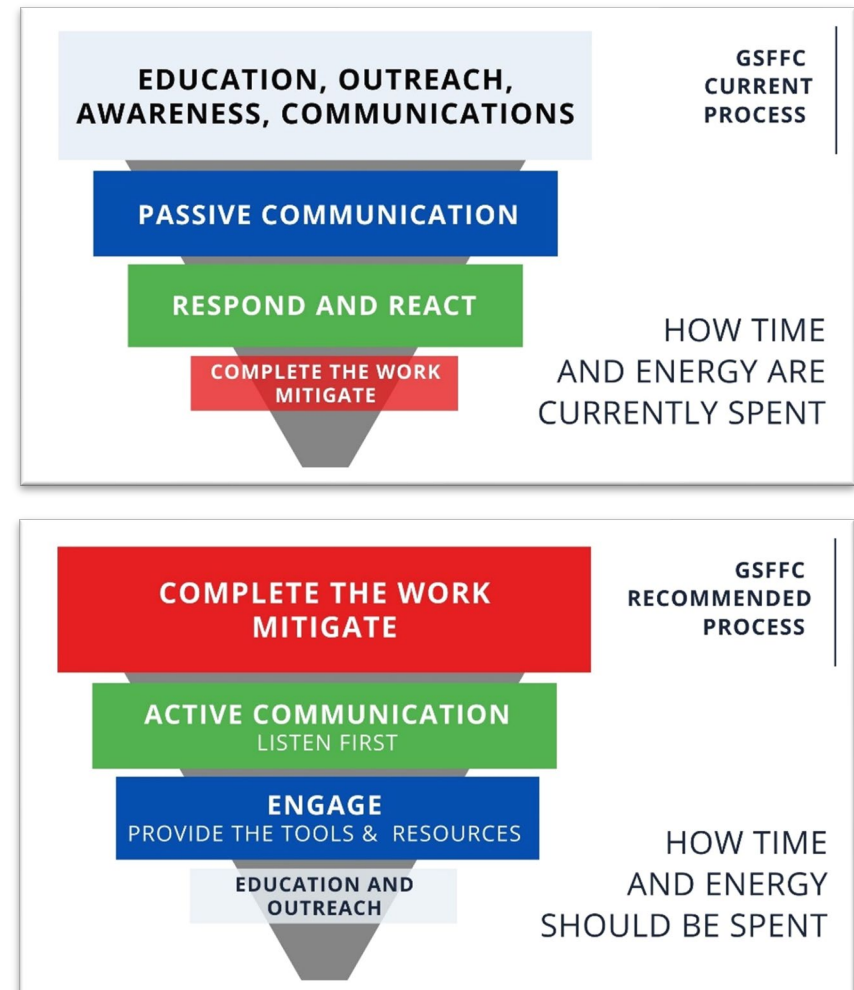 EDUCATION, OUTREACH,
AWARENESS, COMMUNICATIONS
GSFFC
CURRENT
PROCESS
PASSIVE COMMUNICATION
RESPOND AND REACT
COMPLETE THE WORK
MITIGATE
HOW TIME
AND ENERGY ARE
CURRENTLY SPENT
COMPLETE THE WORK
MITIGATE
GSFFC
RECOMMENDED
PROCESS
ACTIVE COMMUNICATION
LISTEN FIRST
ENGAGE
PROVIDE THE TOOLS & RESOURCES
EDUCATION AND
OUTREACH
HOW TIME
AND ENERGY
SHOULD BE SPENT